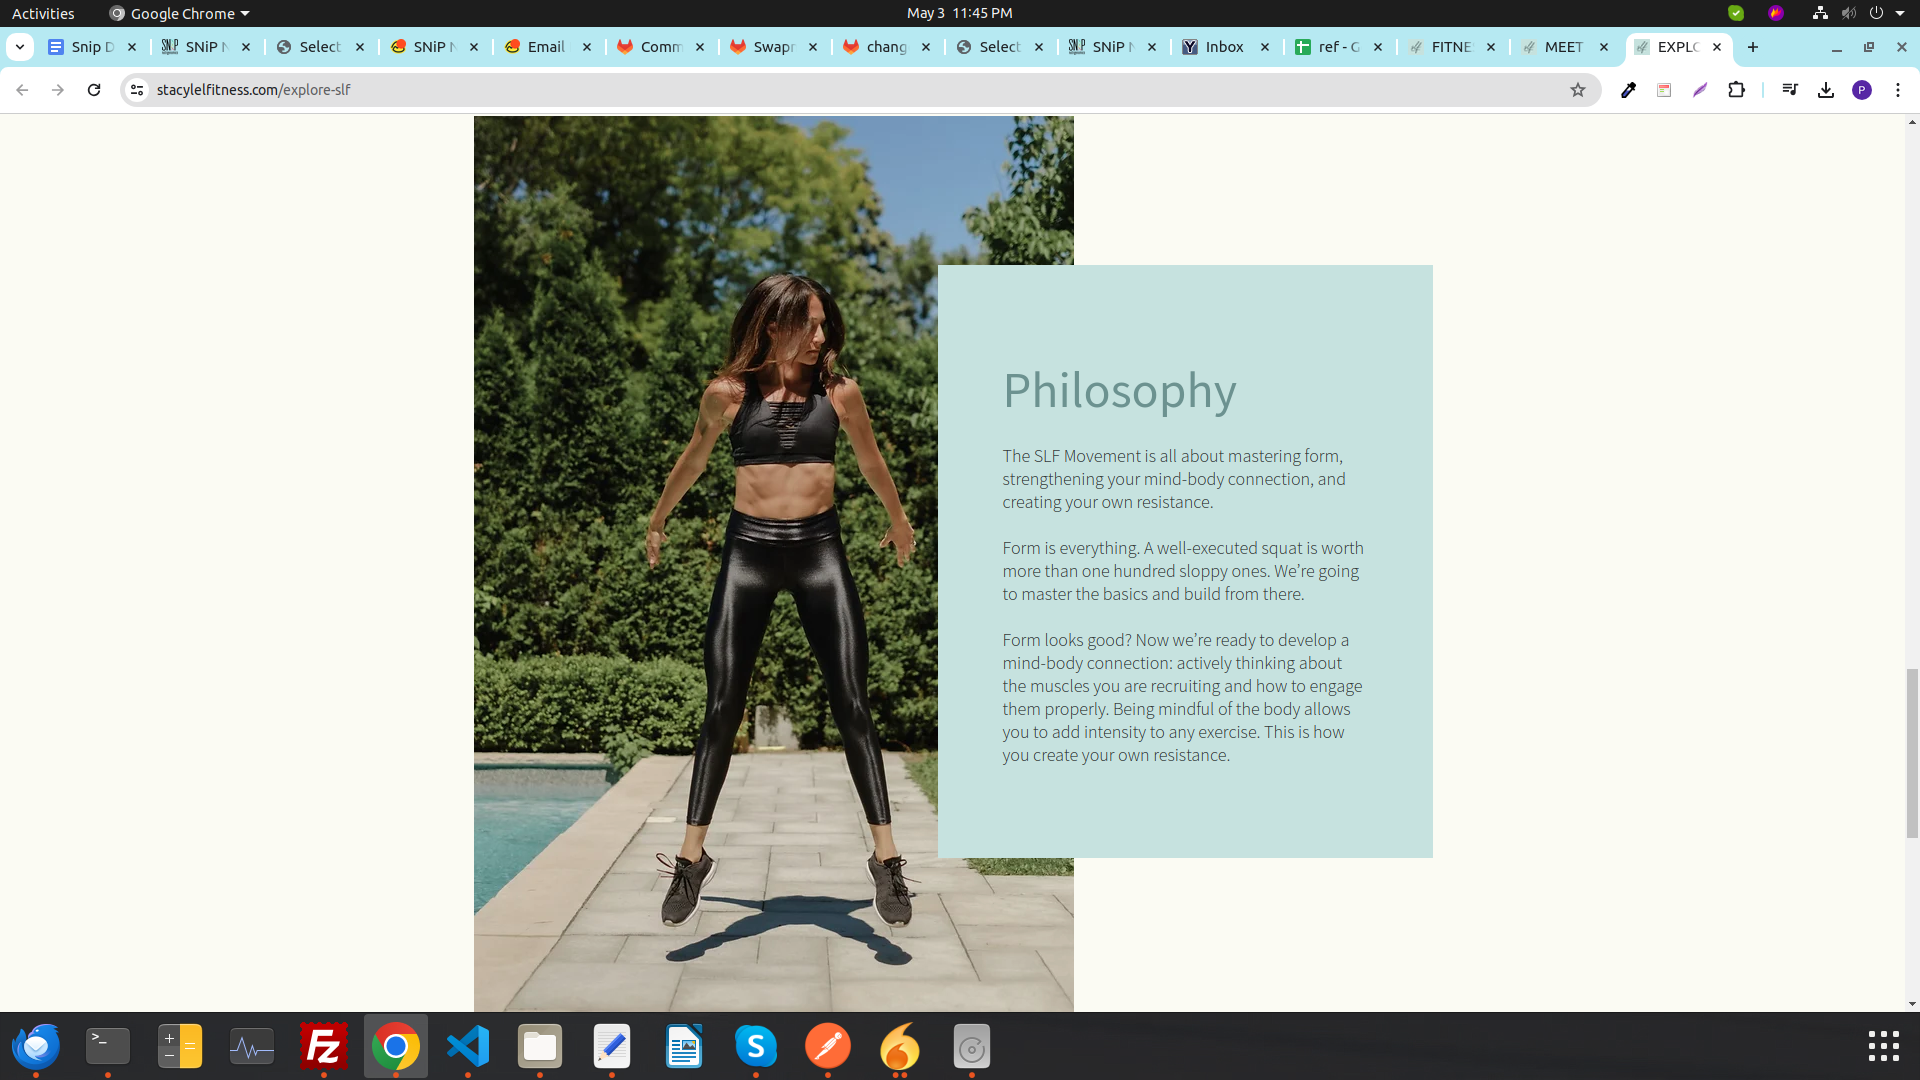 Activities
Google Chrome
May 3 11:45 PM
Snip D
SNiP N
Select
SNiP N
Email
Comm
Swapn
chang
Select
SNiP N
Inbox
ref - G
FITNE
MEET
EXPLO
stacylelfitness.com/explore-slf
P
Philosophy
The SLF Movement is all about mastering form,
strengthening your mind-body connection, and
creating your own resistance.
Form is everything. A well-executed squat is worth
more than one hundred sloppy ones. We’re going
to master the basics and build from there.
Form looks good? Now we’re ready to develop a
mind-body connection: actively thinking about
the muscles you are recruiting and how to engage
them properly. Being mindful of the body allows
you to add intensity to any exercise. This is how
you create your own resistance.